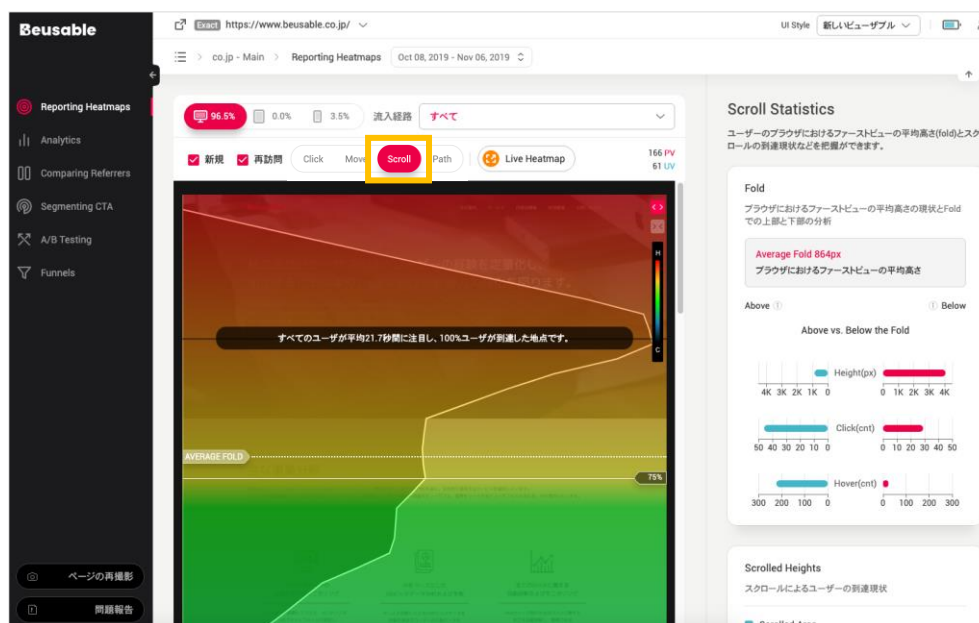 Beusable
Exact https://www.beusable.co.jp/
UI Style 新しいビューザブル
co.jp - Main > Reporting Heatmaps Oct 08, 2019 - Nov 06, 2019
Reporting Heatmaps
Analytics
Comparing Referrers
Segmenting CTA
A/B Testing
Funnels
ページの再撮影
問題報告
96.5% 0.0% 3.5% 流入経路 すべて
新規 再訪問 Click Move Scroll Path Live Heatmap
166 PV
61 UV
H
すべてのユーザが平均21.7秒間に注目し、100%ユーザが到達した地点です。
C
AVERAGE FOLD
75%
Scroll Statistics
ユーザーのブラウザにおけるファーストビューの平均高さ(fold)とスク
ロールの到達現状などを把握ができます。
Fold
ブラウザにおけるファーストビューの平均高さの現状とFold
での上部と下部の分析
Average Fold 864px
ブラウザにおけるファーストビューの平均高さ
Above Below
Above vs. Below the Fold
Height(px)
4K 3K 2K 1K 0 0 1K 2K 3K 4K
Click(cnt)
50 40 30 20 10 0 0 10 20 30 40 50
Hover(cnt)
300 200 100 0 0 100 200 300
Scrolled Heights
スクロールによるユーザーの到達現状
Scrolled Area